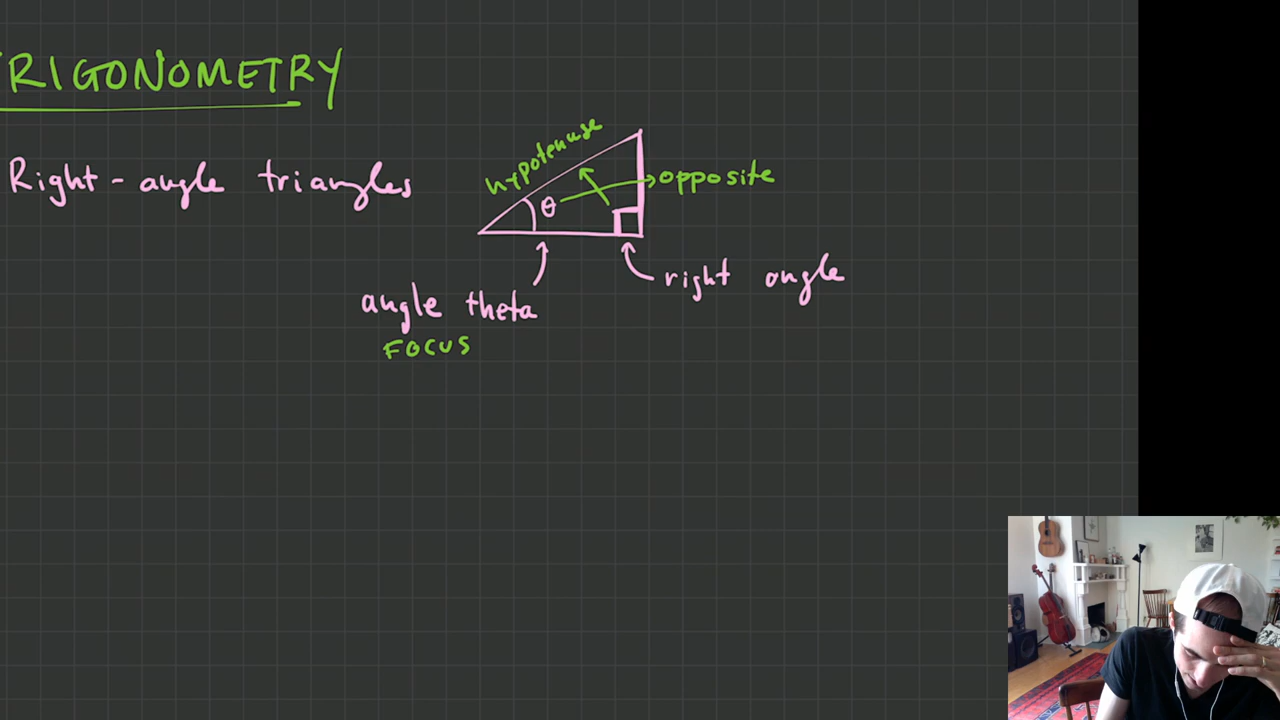 RIGONOMETRY
Right-angle triangles
hypotenuse
θ
opposite
right angle
angle theta
FOCUS